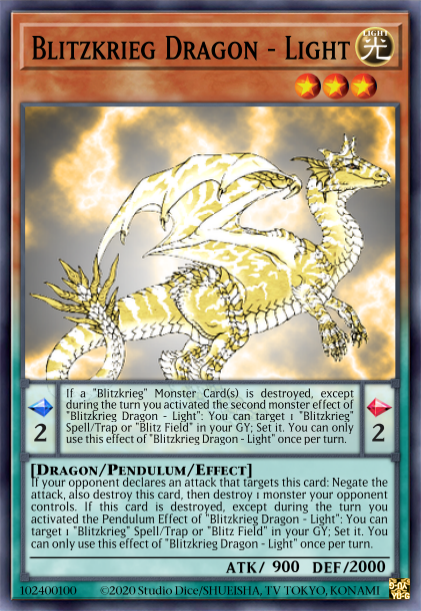 Blitzkrieg Dragon - Light
LIGHT
光
If a "Blitzkrieg" Monster Card(s) is destroyed, except
during the turn you activated the second monster effect of
"Blitzkrieg Dragon - Light": You can target 1 "Blitzkrieg"
Spell/Trap or "Blitz Field" in your GY; Set it. You can only
use this effect of "Blitzkrieg Dragon - Light" once per turn.
2
2
[Dragon/Pendulum/Effect]
If your opponent declares an attack that targets this card: Negate the
attack, also destroy this card, then destroy 1 monster your opponent
controls. If this card is destroyed, except during the turn you
activated the Pendulum Effect of "Blitzkrieg Dragon - Light": You can
target 1 "Blitzkrieg" Spell/Trap or "Blitz Field" in your GY; Set it. You
can only use this effect of "Blitzkrieg Dragon - Light" once per turn.
ATK/ 900 DEF/2000
102400100 ©2020 Studio Dice/SHUEISHA, TV TOKYO, KONAMI